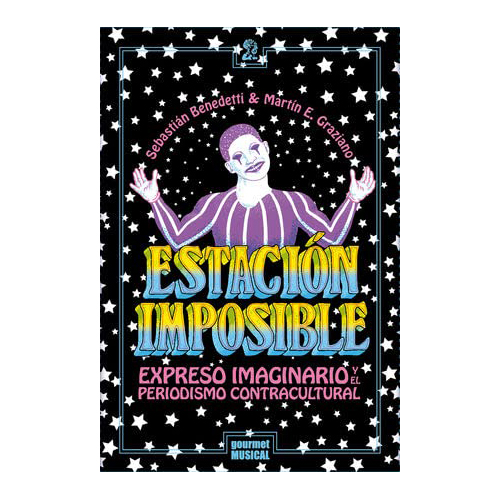 Sebastián Benedetti & Martín E. Graziano
ESTACIÓN
IMPOSIBLE
EXPRESO IMAGINARIO Y EL
PERIODISMO CONTRACULTURAL
gourmet
MUSICAL